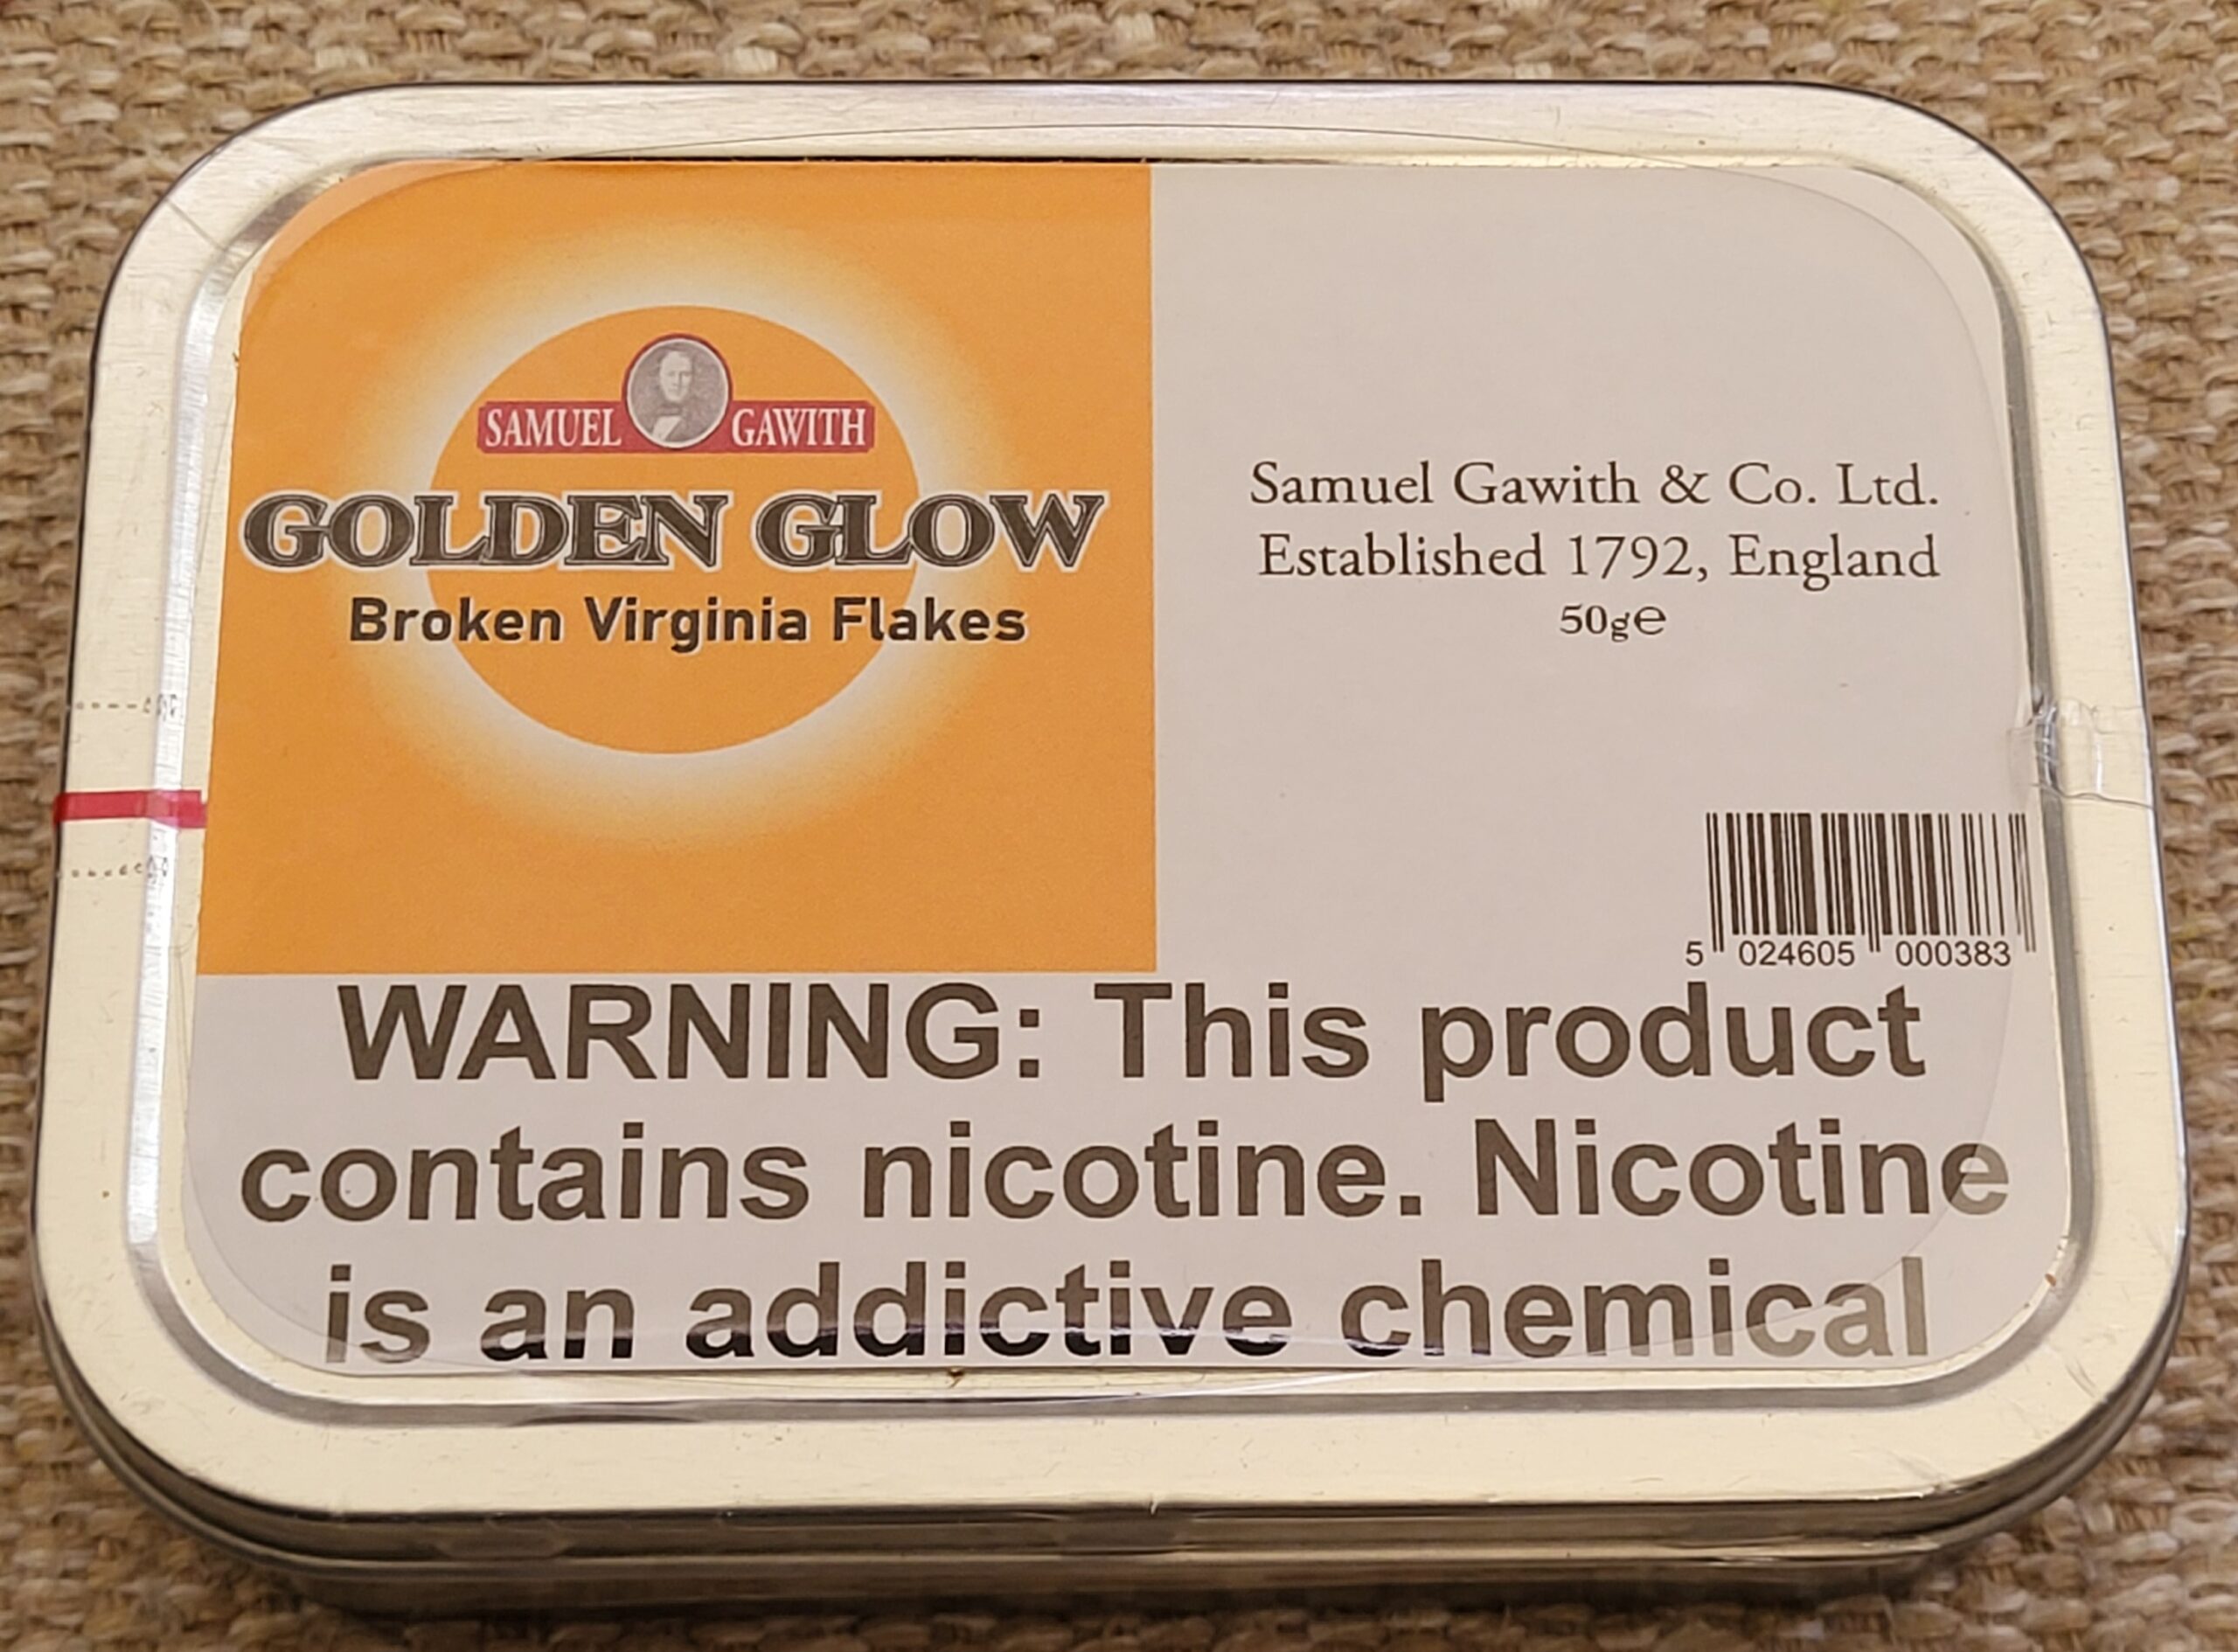 SAMUEL GAWITH
GOLDEN GLOW
Broken Virginia Flakes
Samuel Gawith & Co. Ltd.
Established 1792, England
50g℮
5 024605 000383
WARNING: This product
contains nicotine. Nicotine
is an addictive chemical